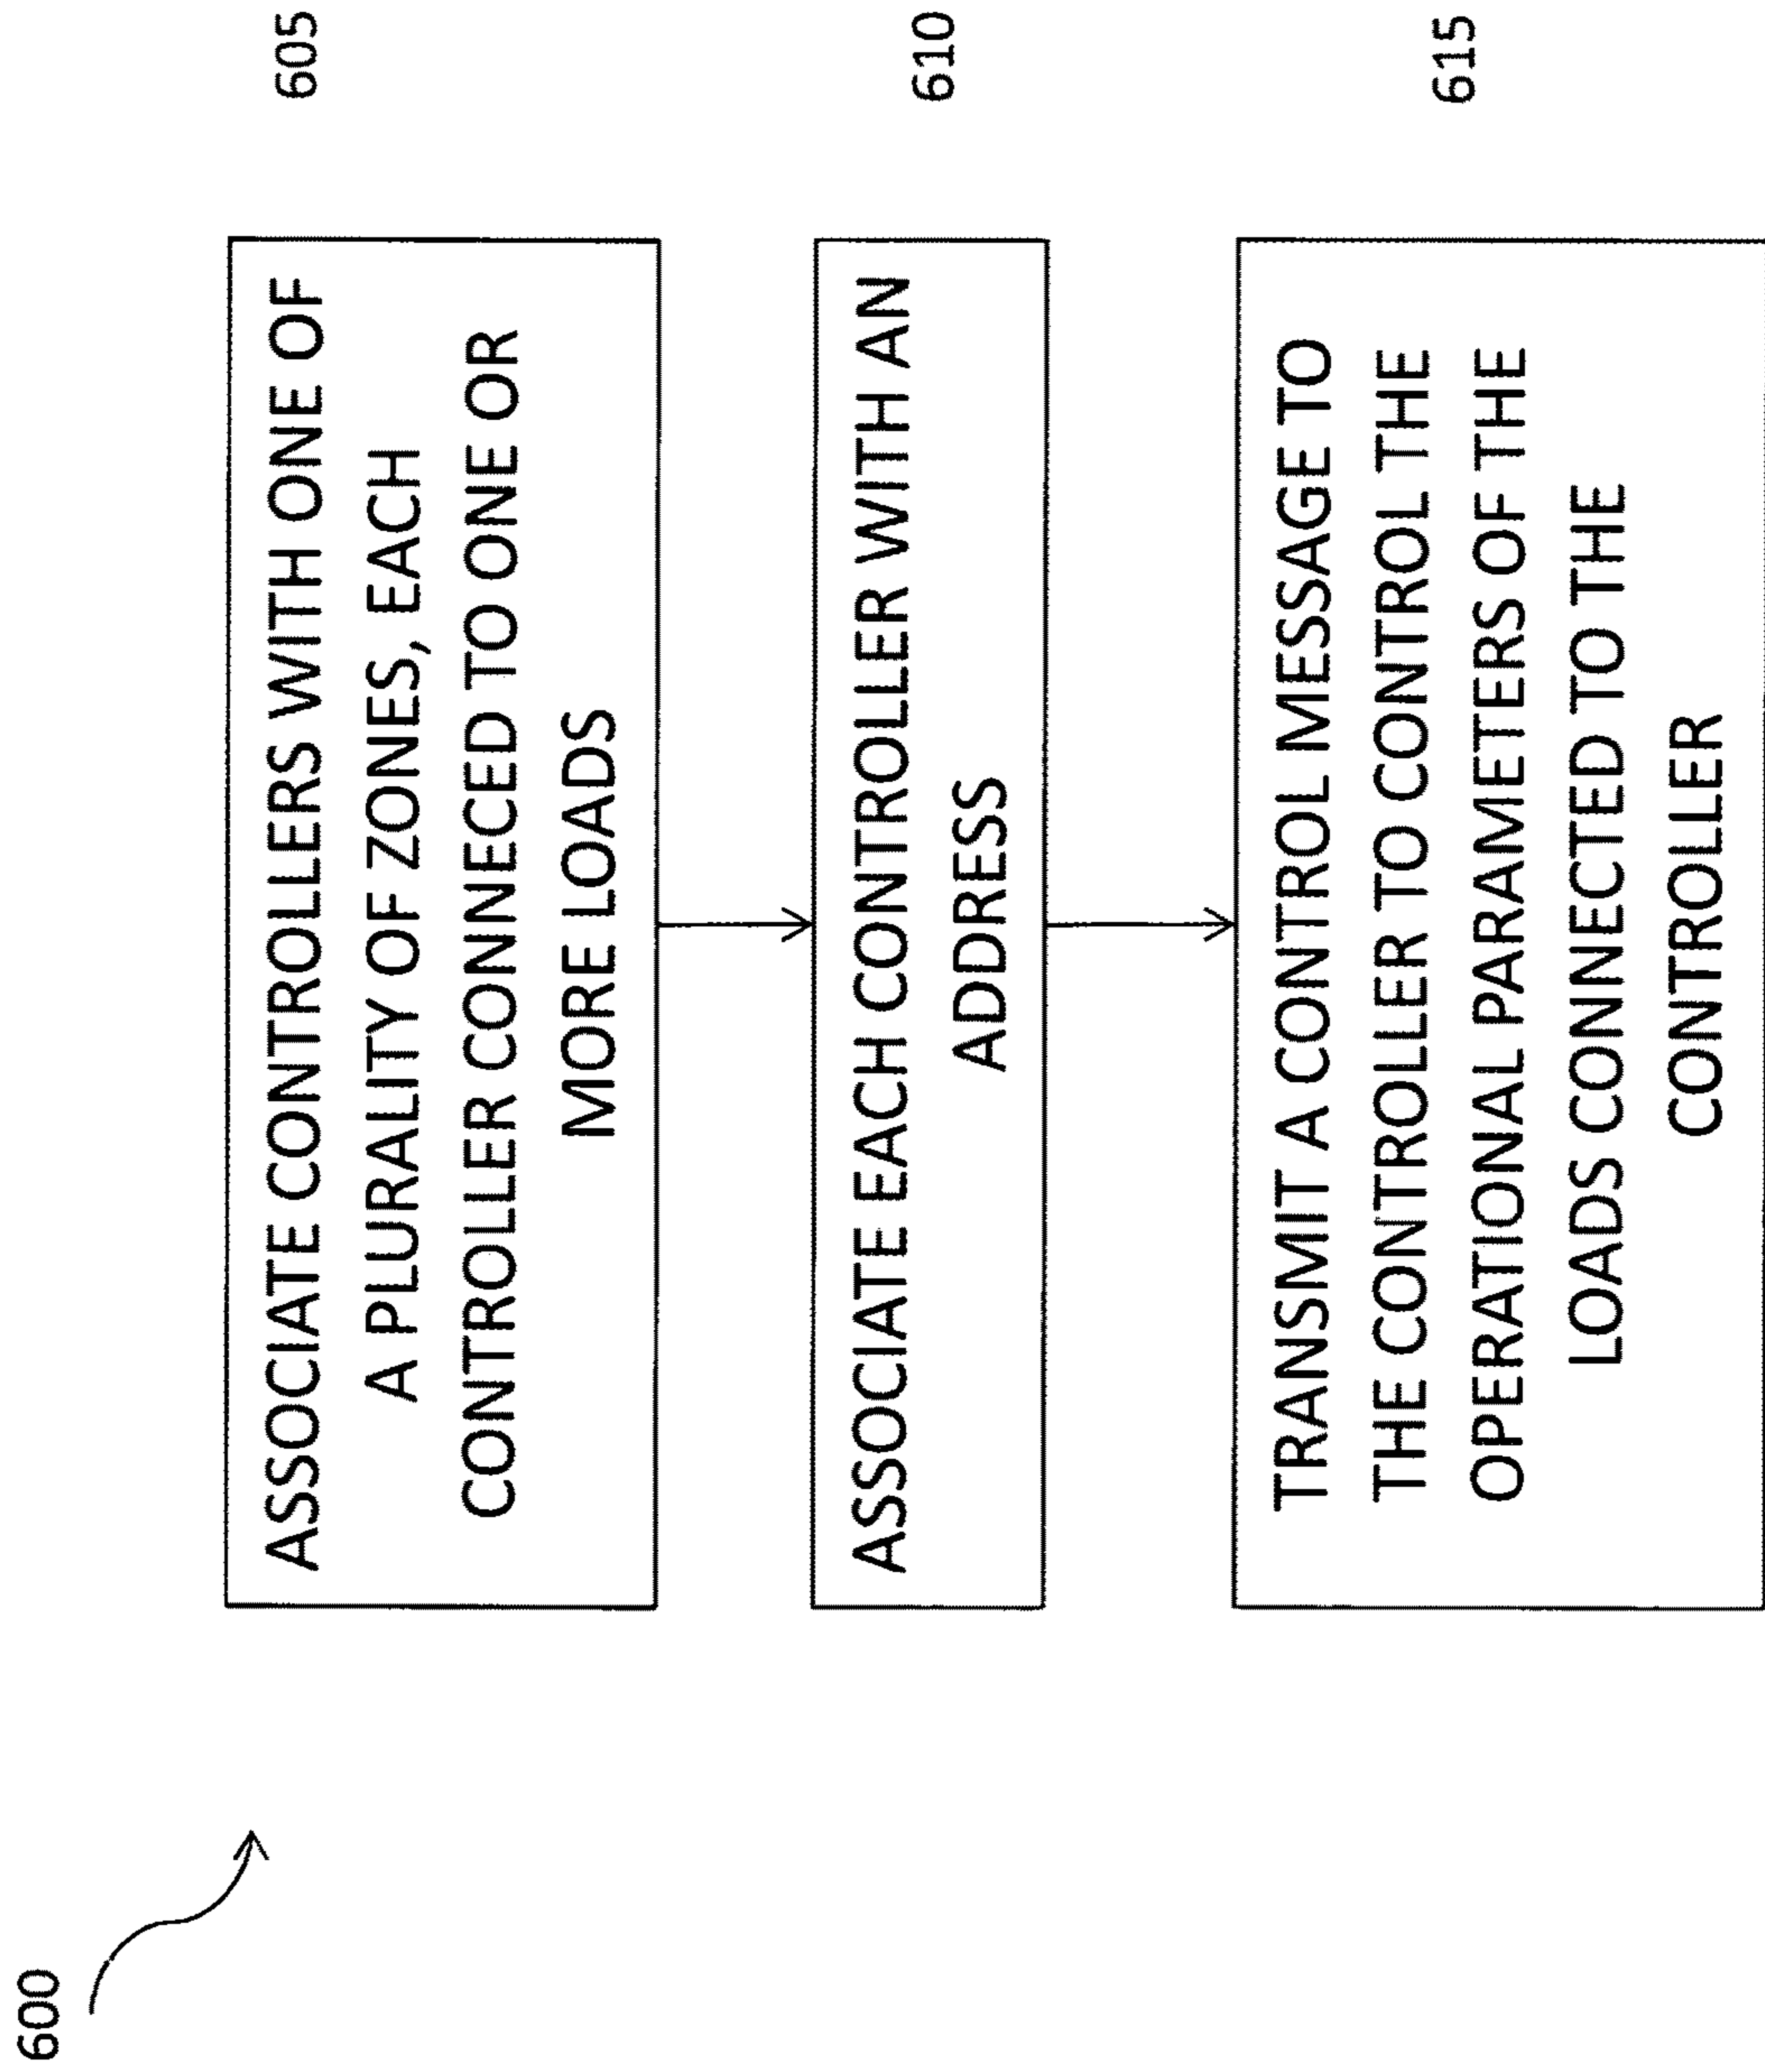 600
ASSOCIATE CONTROLLERS WITH ONE OF
A PLURALITY OF ZONES, EACH
CONTROLLER CONNECED TO ONE OR
MORE LOADS
605
ASSOCIATE EACH CONTROLLER WITH AN
ADDRESS
610
TRANSMIT A CONTROL MESSAGE TO
THE CONTROLLER TO CONTROL THE
OPERATIONAL PARAMETERS OF THE
LOADS CONNECTED TO THE
CONTROLLER
615